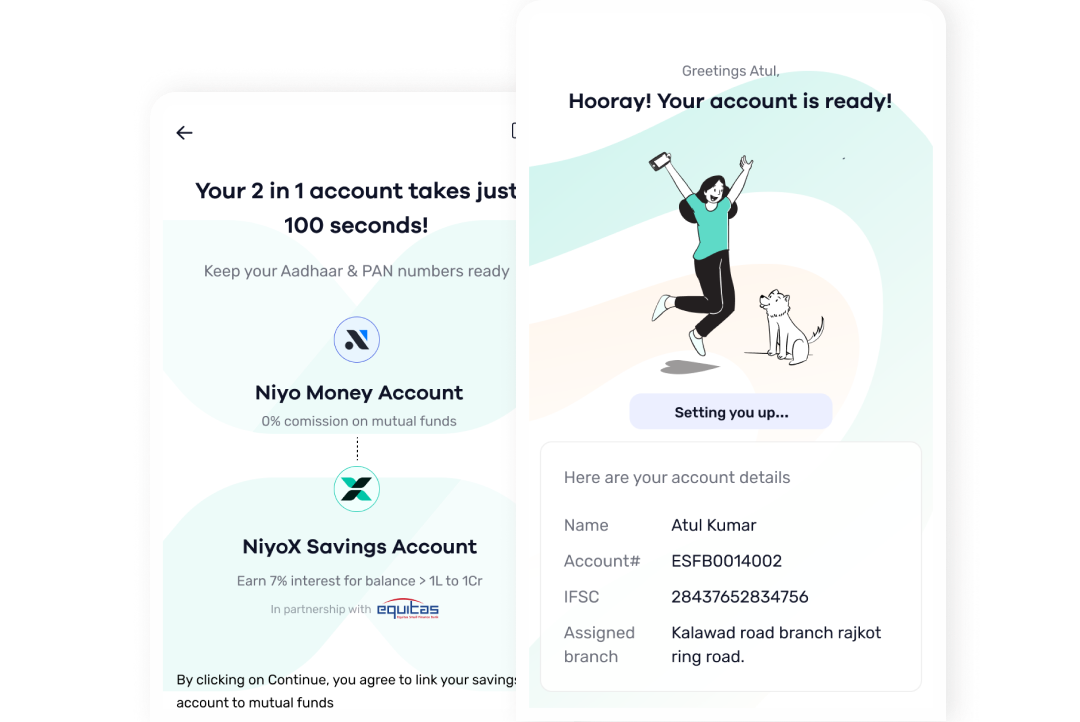 Your 2 in 1 account takes just
100 seconds!
Keep your Aadhaar & PAN numbers ready
Niyo Money Account
0% comission on mutual funds
NiyoX Savings Account
Earn 7% interest for balance > 1L to 1Cr
In partnership with equitas
Equitas Small Finance Bank
By clicking on Continue, you agree to link your savings
account to mutual funds
Greetings Atul,
Hooray! Your account is ready!
Setting you up...
Here are your account details
Name Atul Kumar
Account# ESFB0014002
IFSC 28437652834756
Assigned Kalawad road branch rajkot
branch ring road.